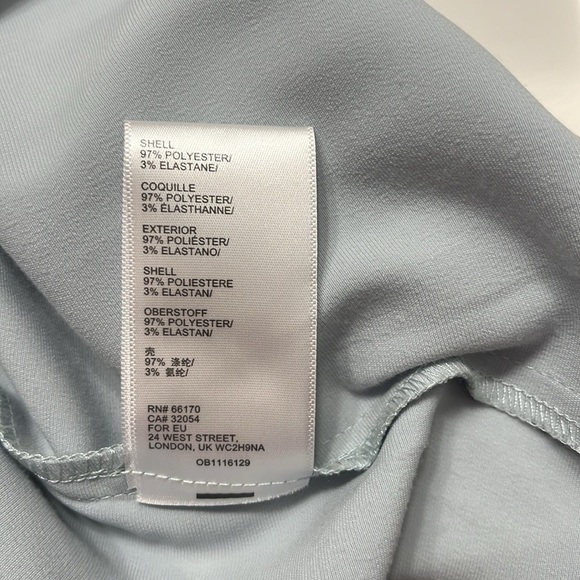 SHELL
97% POLYESTER/
3% ELASTANE/
COQUILLE
97% POLYESTER/
3% ÉLASTHANNE/
EXTERIOR
97% POLIÉSTER/
3% ELASTANO/
SHELL
97% POLIESTERE
3% ELASTAN/
OBERSTOFF
97% POLYESTER/
3% ELASTAN/
壳
97% 涤纶/
3% 氨纶/
RN# 66170
CA# 32054
FOR EU
24 WEST STREET,
LONDON, UK WC2H9NA
OB1116129